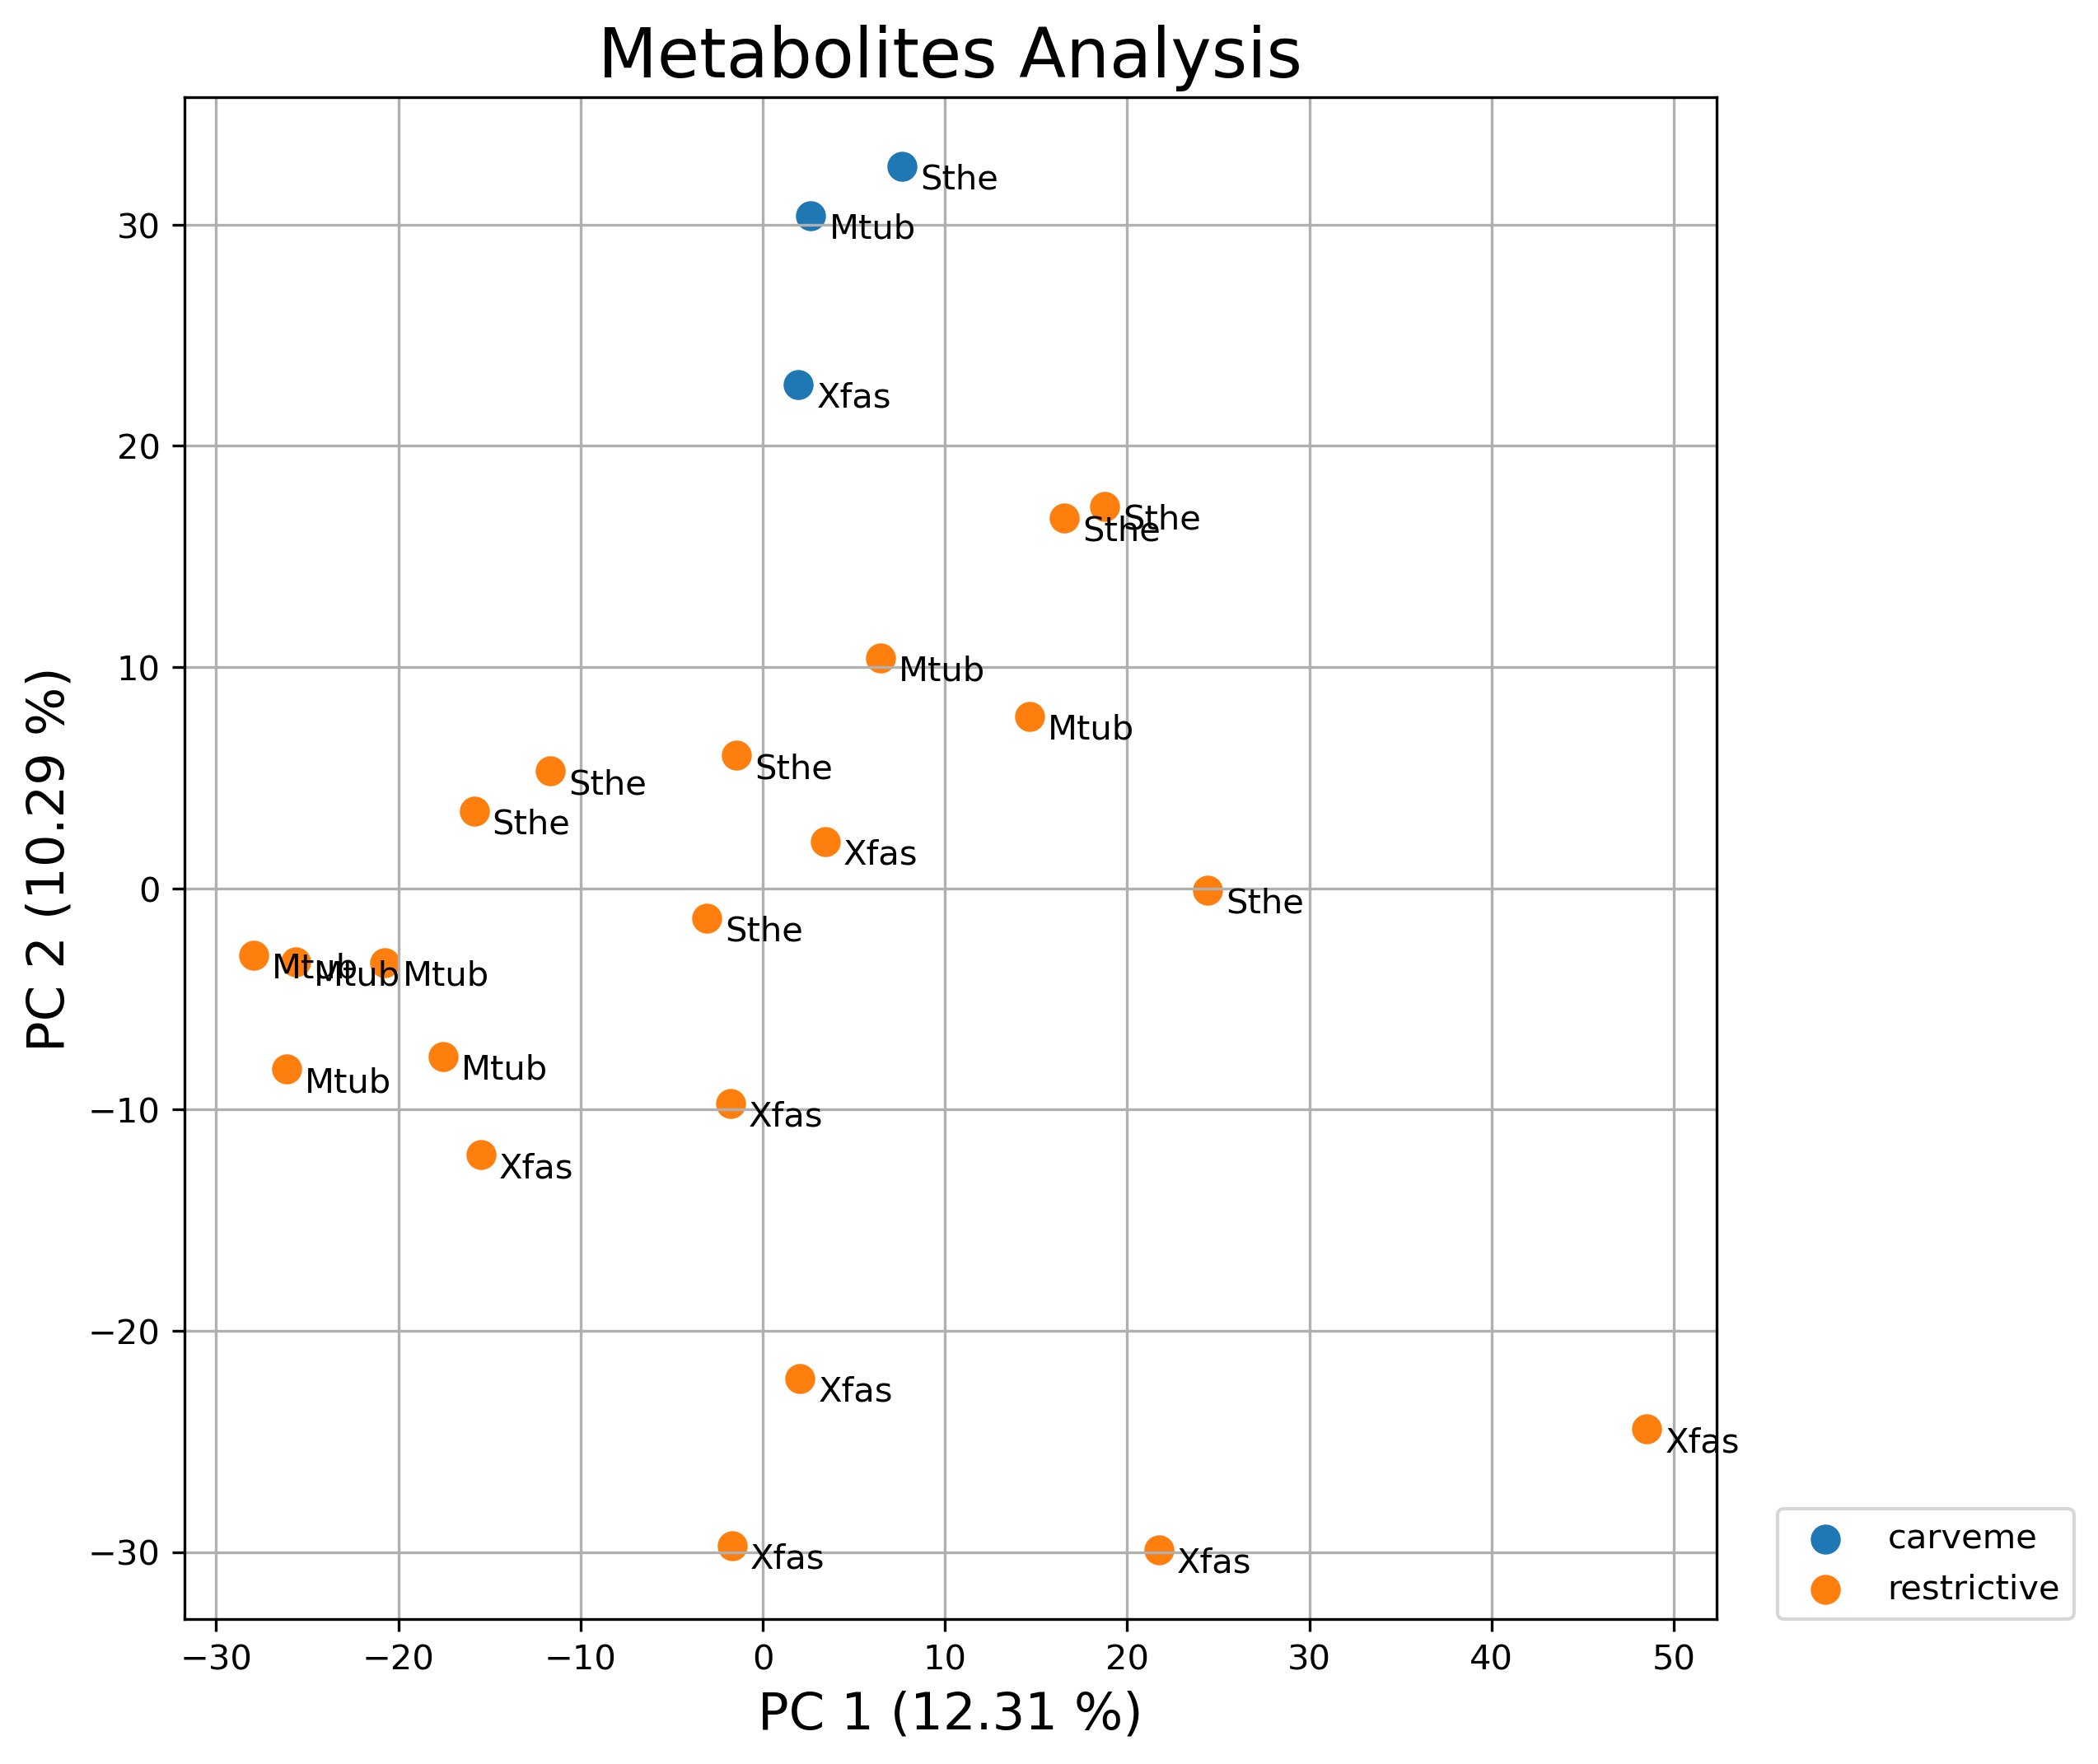 Metabolites Analysis
Sthe
Mtub
Xfas
Sthe
Sthe
Mtub
Mtub
Sthe
Sthe
Sthe
Xfas
Sthe
Sthe
Mtub
Mtub
Mtub
Mtub
Mtub
Xfas
Xfas
Xfas
Xfas
Xfas
Xfas
30
20
10
0
−10
−20
−30
PC 2 (10.29 %)
−30
−20
−10
0
10
20
30
40
50
PC 1 (12.31 %)
carveme
restrictive